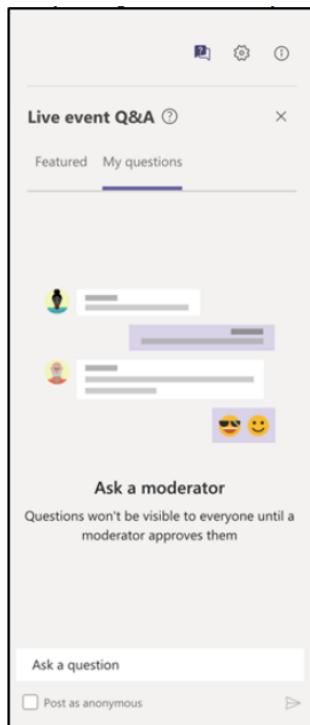 Live event Q&A
Featured My questions
Ask a moderator
Questions won't be visible to everyone until a
moderator approves them
Ask a question
Post as anonymous